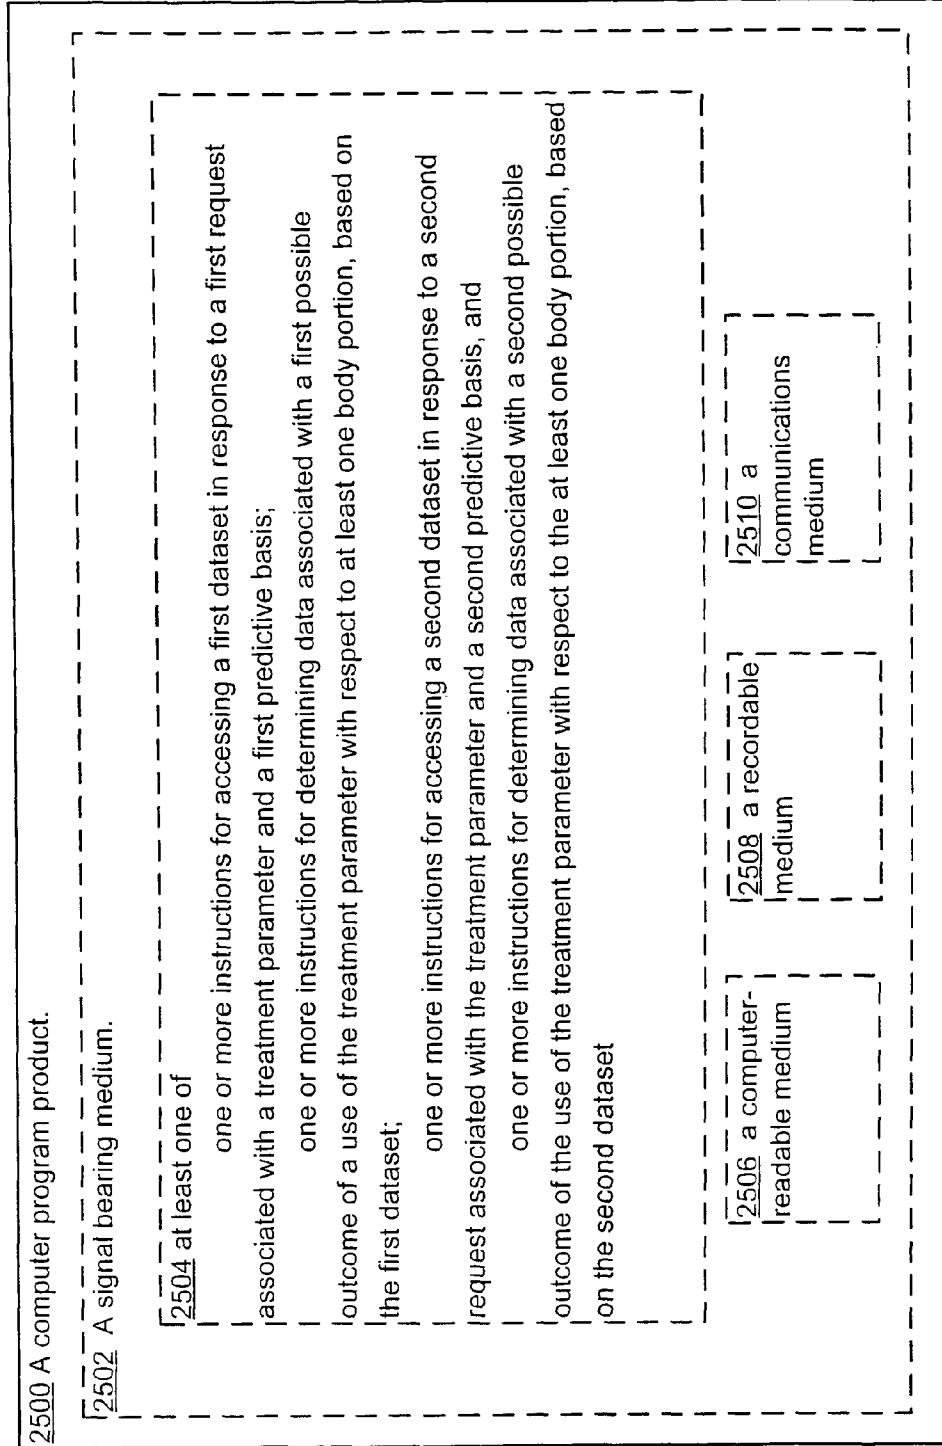 2500 A computer program product.
2502 A signal bearing medium.
2504 at least of one of
one or more instructions for accessing a first dataset in response to a first request
associated with a treatment parameter and a first predictive basis;
one or more instructions for determining data associated with a first possible
outcome of a use of the treatment parameter with respect to at least one body portion, based on
the first dataset;
one or more instructions for accessing a second dataset in response to a second
request associated with the treatment parameter and a second predictive basis, and
one or more instructions for determining data associated with a second possible
outcome of the use of the treatment parameter with respect to the at least one body portion, based
on the second dataset
2506 a computer-
readable medium
2508 a recordable
medium
2510 a
communications
medium